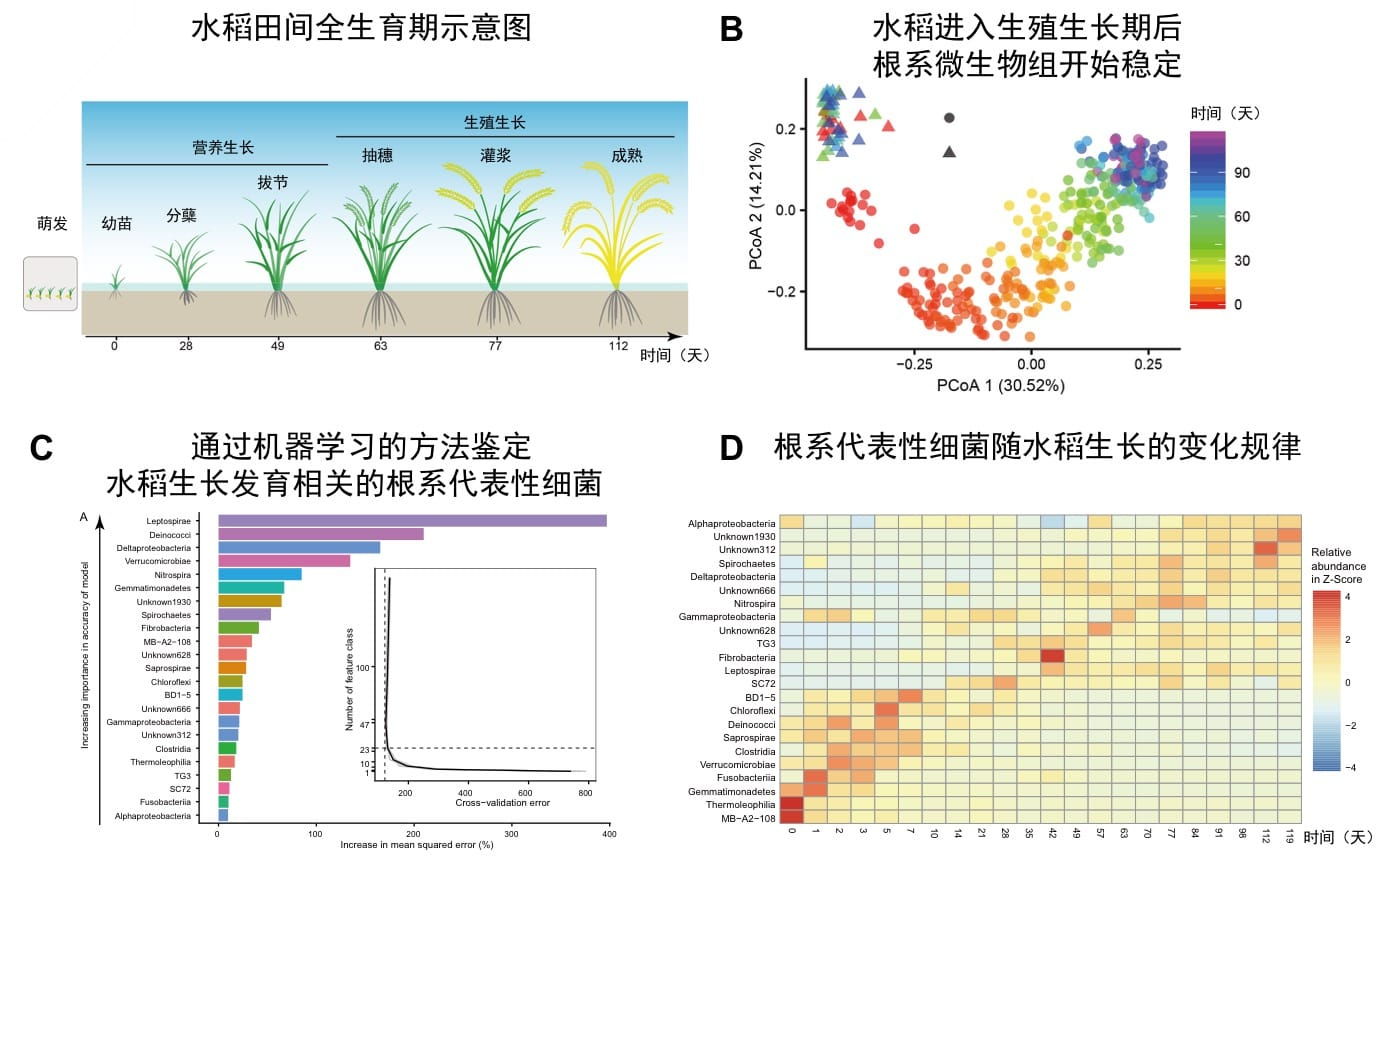 水稻田间全生育期示意图
生殖生长
营养生长
抽穗
灌浆
成熟
拔节
分蘖
幼苗
萌发
0
28
49
63
77
112
时间（天）
B
水稻进入生殖生长期后
根系微生物组开始稳定
0.2
0.0
−0.2
PCoA 2 (14.21%)
−0.25
0.00
0.25
PCoA 1 (30.52%)
时间（天）
90
60
30
0
C
通过机器学习的方法鉴定
水稻生长发育相关的根系代表性细菌
A
Increasing importance in accuracy of model
Leptospirae
Deinococci
Deltaproteobacteria
Verrucomicrobiae
Nitrospira
Gemmatimonadetes
Unknown1930
Spirochaetes
Fibrobacteria
MB−A2−108
Unknown628
Saprospirae
Chloroflexi
BD1−5
Unknown666
Gammaproteobacteria
Unknown312
Clostridia
Thermoleophilia
TG3
SC72
Fusobacteriia
Alphaproteobacteria
0
100
200
300
400
Increase in mean squared error (%)
Number of feature class
100
47
23
10
1
200
400
600
800
Cross−validation error
D
根系代表性细菌随水稻生长的变化规律
Alphaproteobacteria
Unknown1930
Unknown312
Spirochaetes
Deltaproteobacteria
Unknown666
Nitrospira
Gammaproteobacteria
Unknown628
TG3
Fibrobacteria
Leptospirae
SC72
BD1−5
Chloroflexi
Deinococci
Saprospirae
Clostridia
Verrucomicrobiae
Fusobacteriia
Gemmatimonadetes
Thermoleophilia
MB−A2−108
0
1
2
3
5
7
10
14
21
28
35
42
49
57
63
70
77
84
91
98
112
119
时间（天）
Relative
abundance
in Z-Score
4
2
0
−2
−4